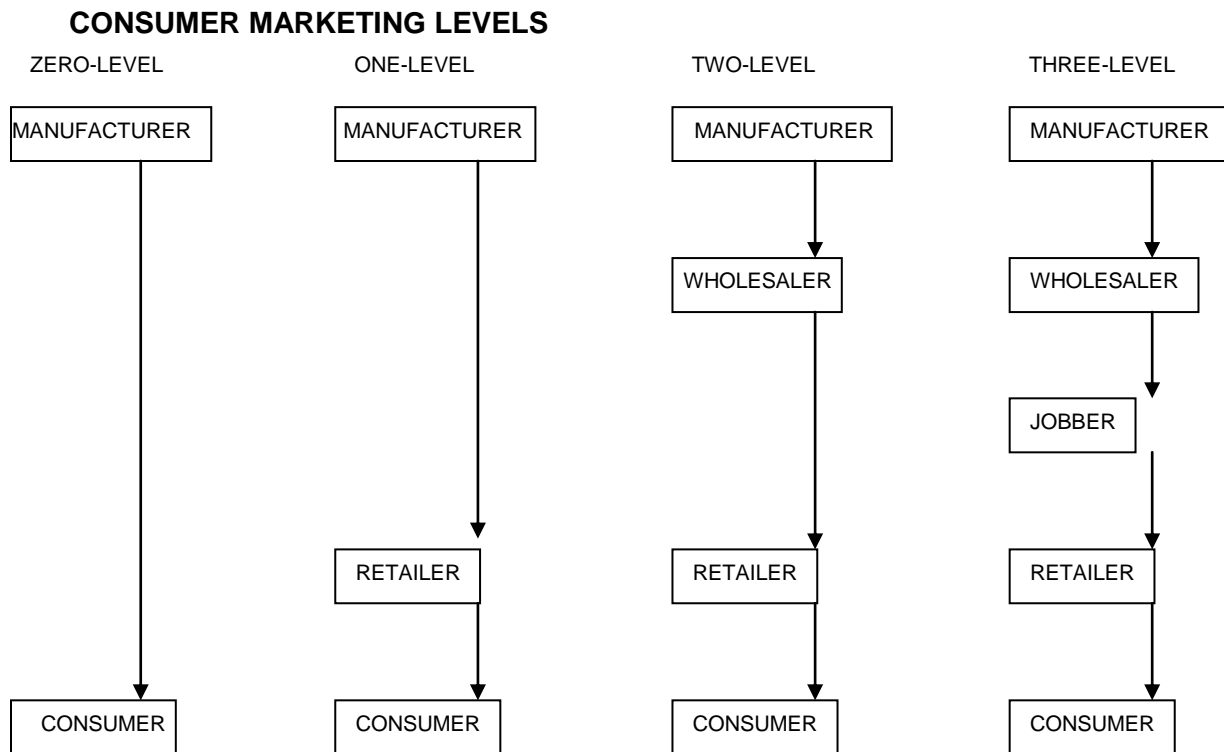 CONSUMER MARKETING LEVELS
ZERO-LEVEL ONE-LEVEL TWO-LEVEL THREE-LEVEL
MANUFACTURER MANUFACTURER MANUFACTURER MANUFACTURER
WHOLESALER WHOLESALER
JOBBER
RETAILER RETAILER RETAILER
CONSUMER CONSUMER CONSUMER CONSUMER